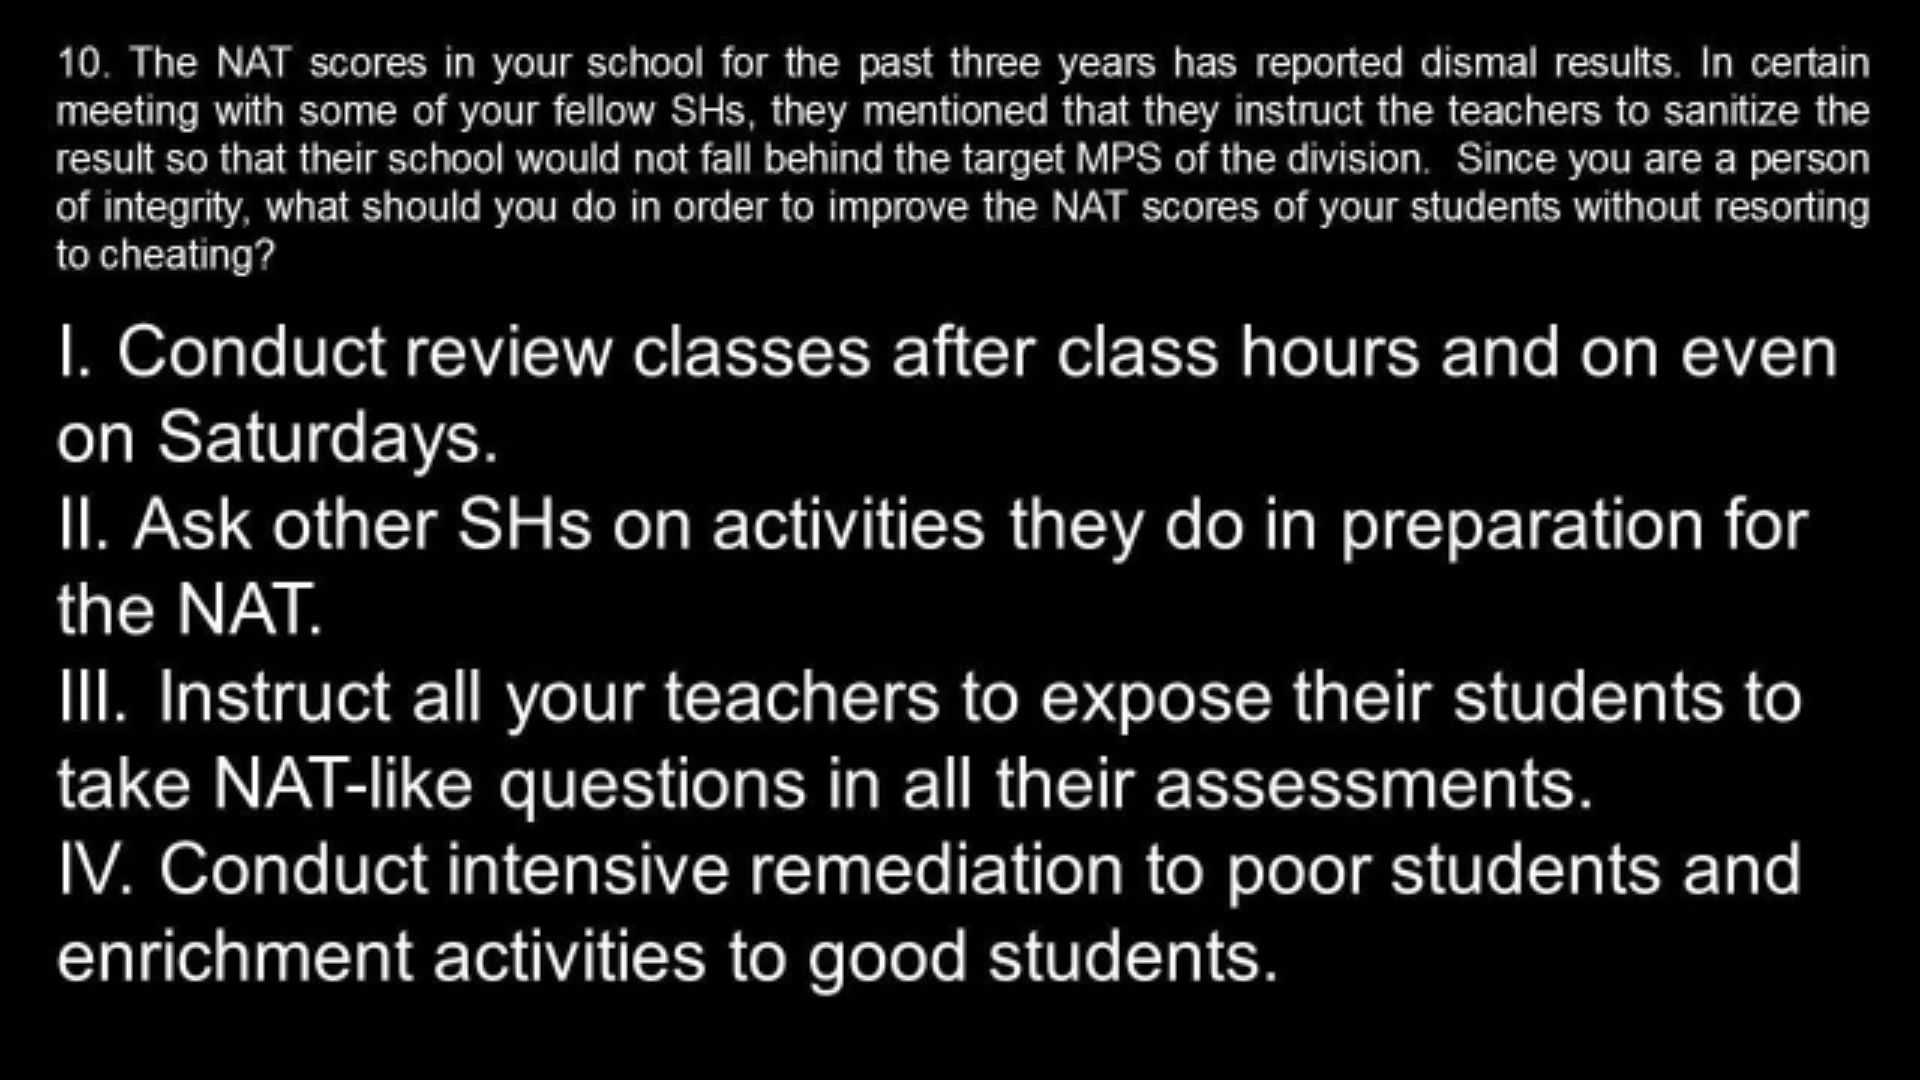 10. The NAT scores in your school for the past three years has reported dismal results. In certain
meeting with some of your fellow SHs, they mentioned that they instruct the teachers to sanitize the
result so that their school would not fall behind the target MPS of the division. Since you are a person
of integrity, what should you do in order to improve the NAT scores of your students without resorting
to cheating?
I. Conduct review classes after class hours and on even
on Saturdays.
II. Ask other SHs on activities they do in preparation for
the NAT.
III. Instruct all your teachers to expose their students to
take NAT-like questions in all their assessments.
IV. Conduct intensive remediation to poor students and
enrichment activities to good students.